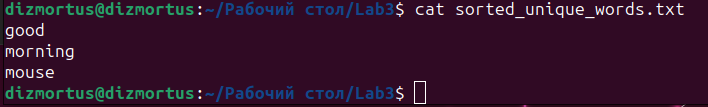 dizmortus@dizmortus:~/Рабочий стол/Lab3$ cat sorted_unique_words.txt
good
morning
mouse
dizmortus@dizmortus:~/Рабочий стол/Lab3$